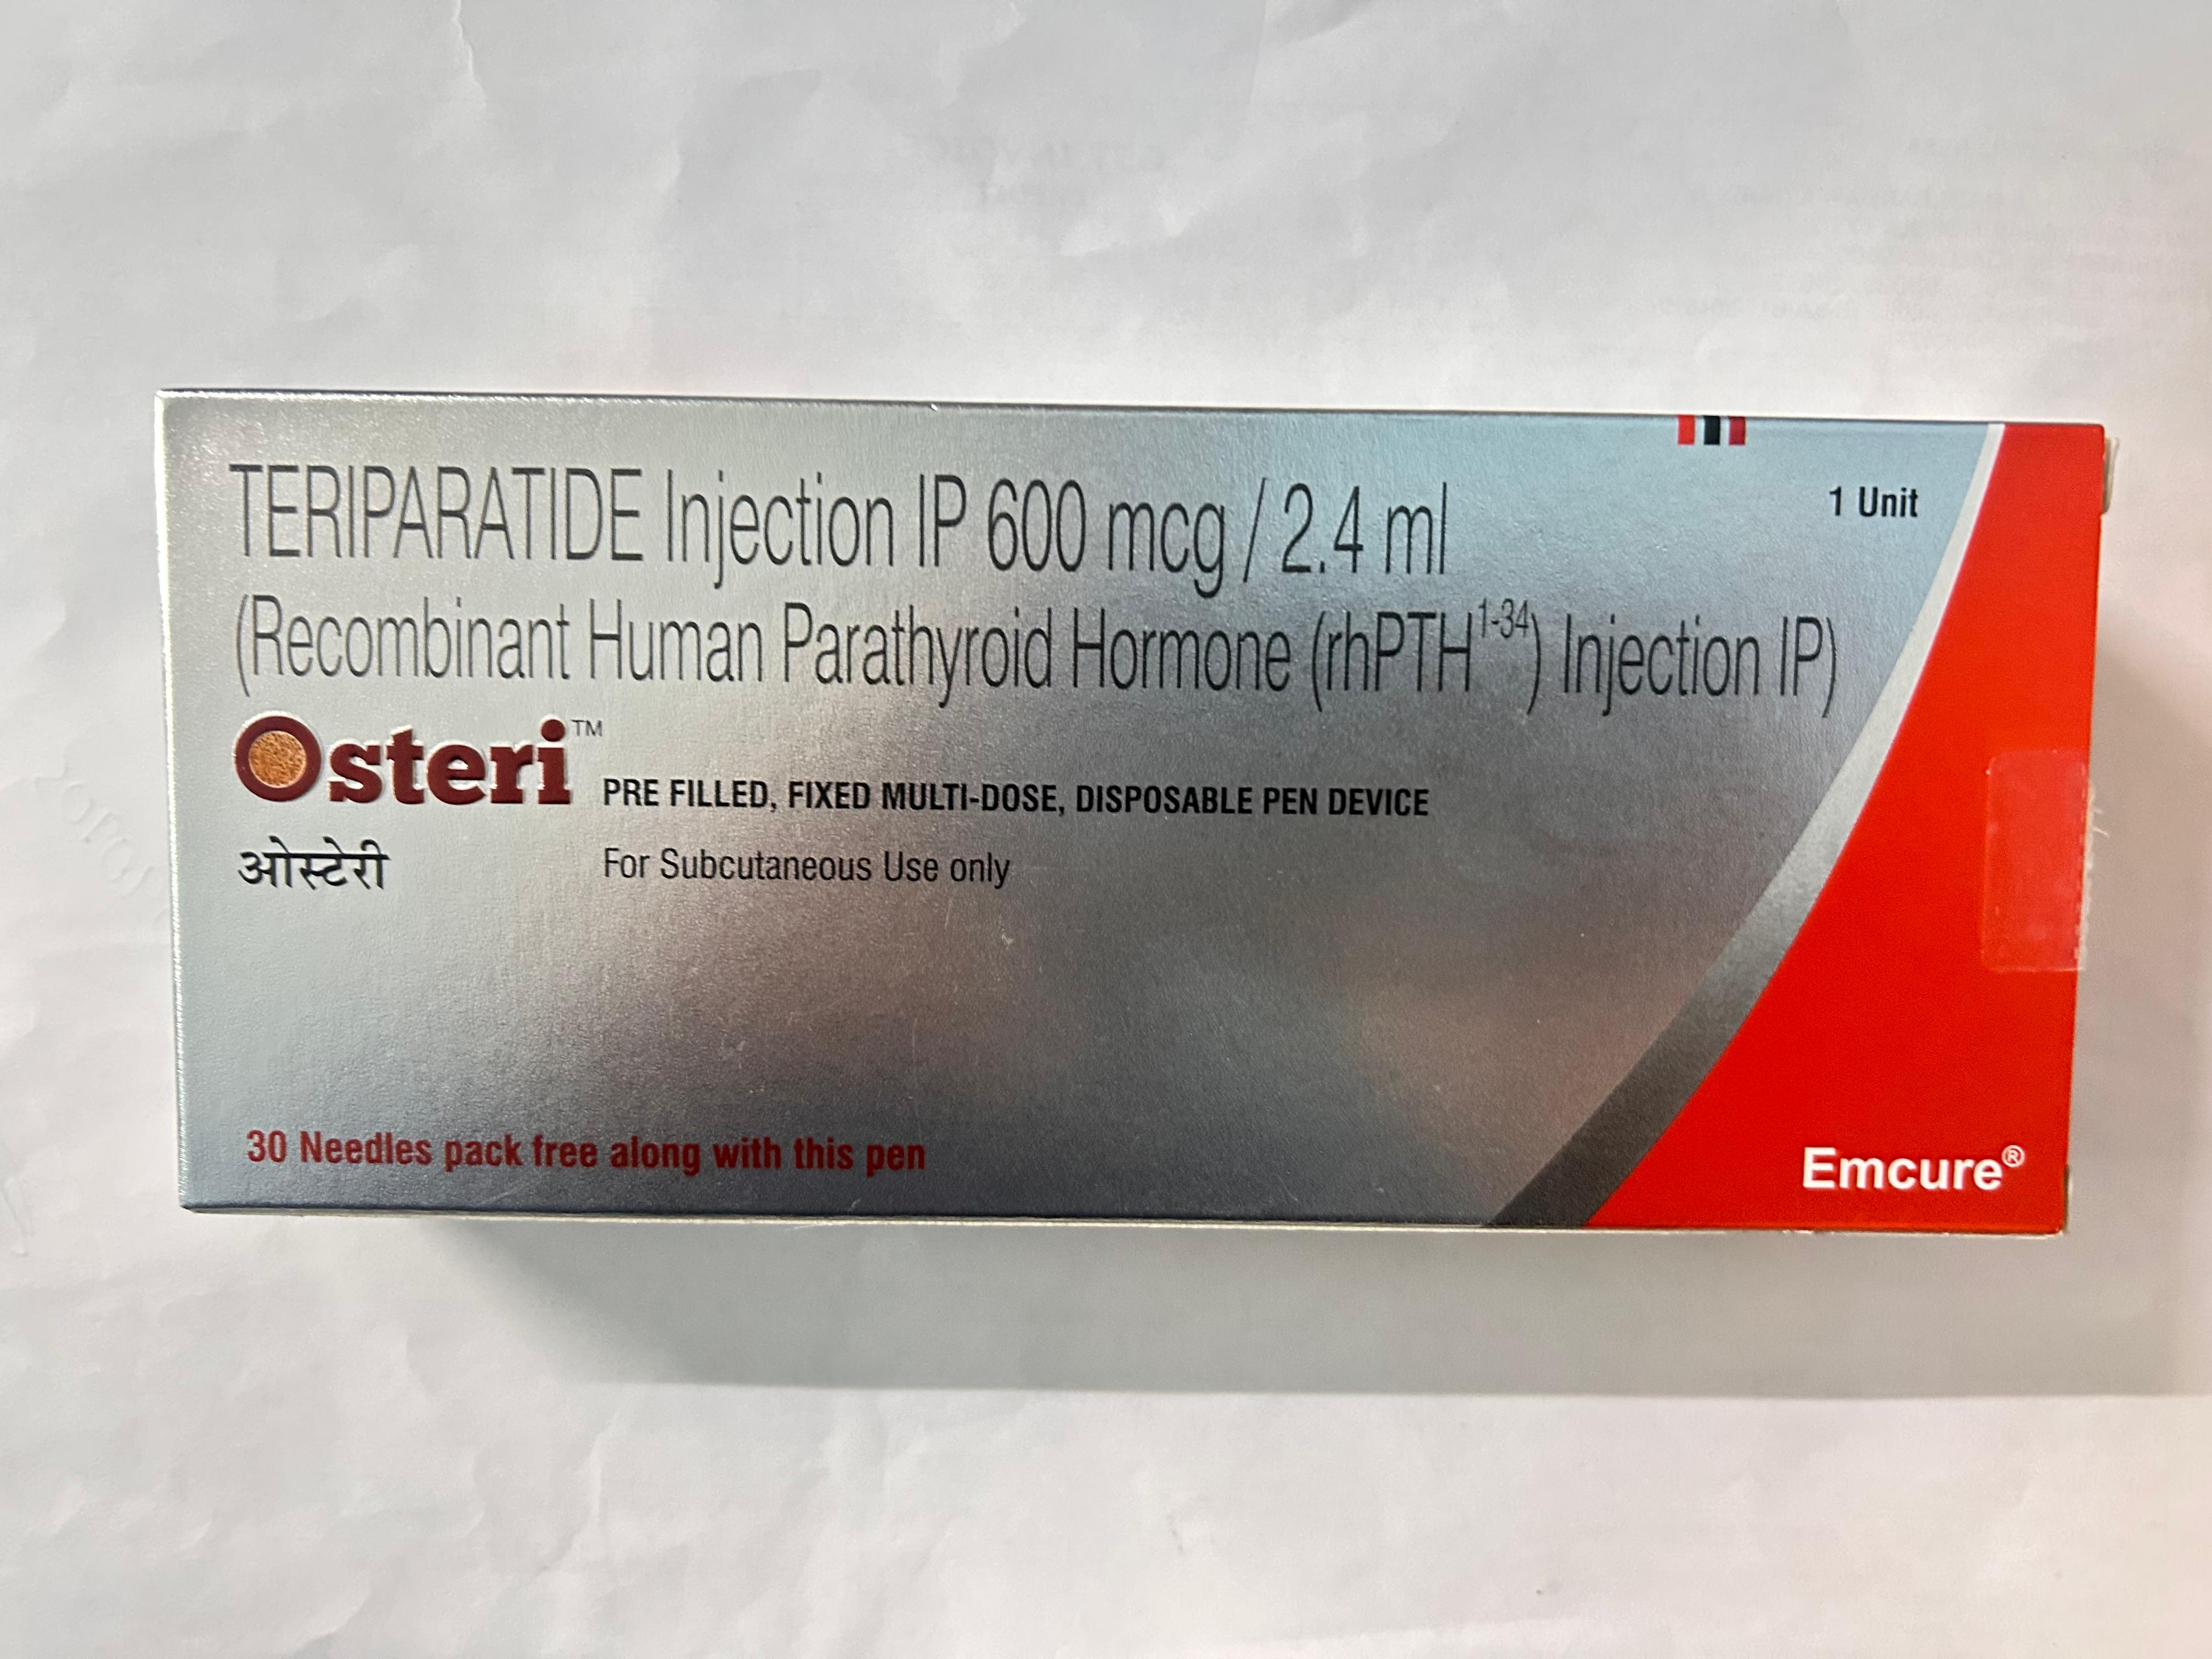 TERIPARATIDE Injection IP 600 mcg / 2.4 ml
1 Unit
(Recombinant Human Parathyroid Hormone (rhPTH¹⁻³⁴) Injection IP)
Osteri™ PRE FILLED, FIXED MULTI-DOSE, DISPOSABLE PEN DEVICE
ओस्टेरी
For Subcutaneous Use only
30 Needles pack free along with this pen
Emcure®